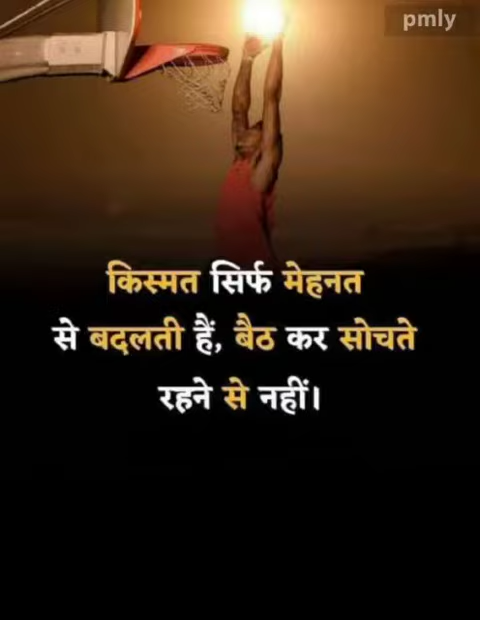 pmly
किस्मत सिर्फ मेहनत
से बदलती हैं, बैठ कर सोचते
रहने से नहीं।